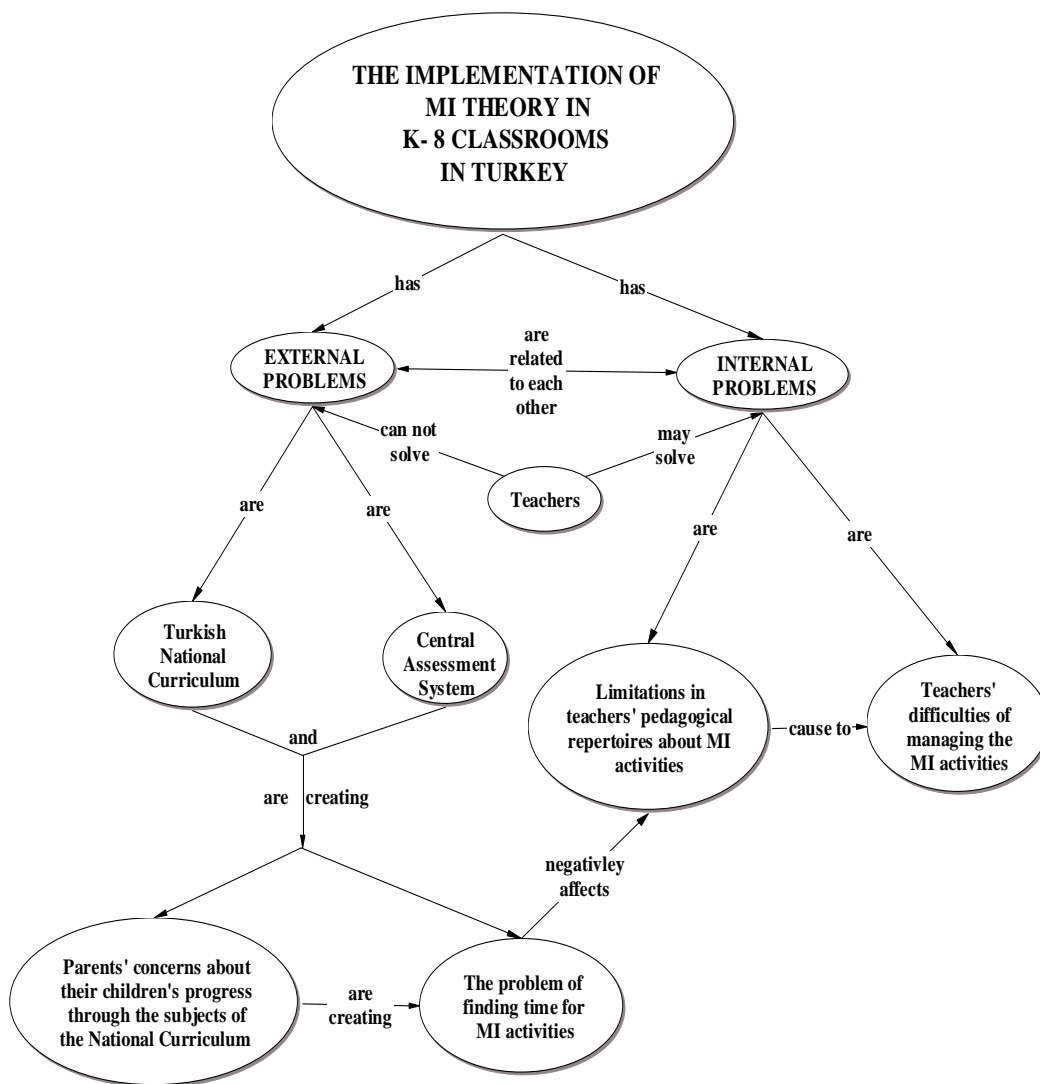 THE IMPLEMENTATION OF
MI THEORY IN
K- 8 CLASSROOMS
IN TURKEY
has
has
EXTERNAL
PROBLEMS
are
related
to each
other
INTERNAL
PROBLEMS
can not
solve
may
solve
Teachers
are
are
are
are
Turkish
National
Curriculum
Central
Assessment
System
Limitations in
teachers' pedagogical
repertoires about MI
activities
cause to
Teachers'
difficulties of
managing the
MI activities
and
are creating
negativley
affects
Parents' concerns about
their children's progress
through the subjects of
the National Curriculum
are
creating
The problem of
finding time for
MI activities